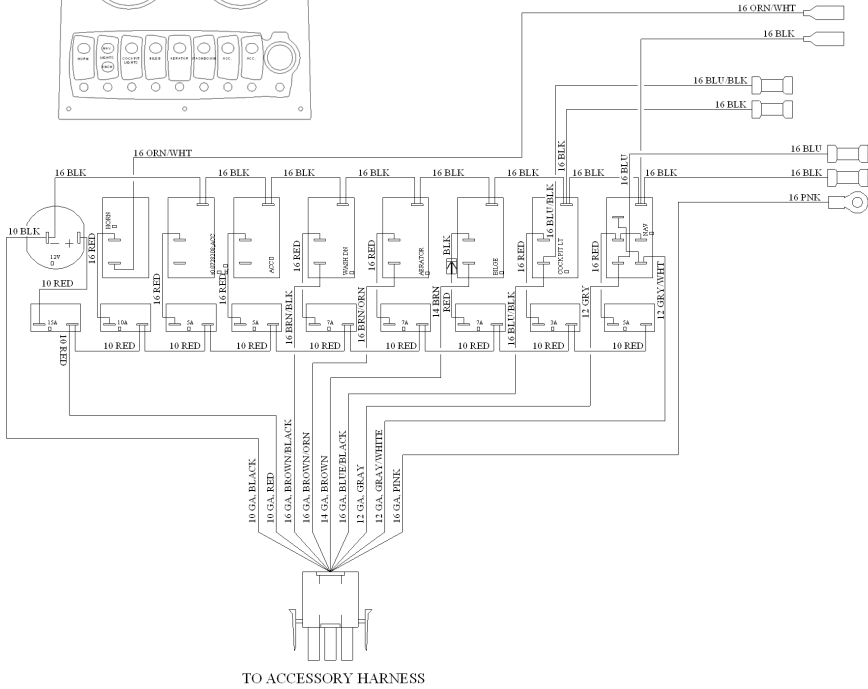 16 ORN/WHT
16 BLK
HORN
NAV.
LIGHTS
ANCH
COCKPIT
LIGHTS
BILGE
AERATOR
WASHDOWN
ACC.
ACC.
16 BLU/BLK
16 BLK
16 ORN/WHT
16 BLU
16 BLK
16 BLK
16 BLK
16 BLK
16 BLK
16 BLK
16 BLK
16 BLK
16 BLK
16 BLU
16 BLK
16 PNK
10 BLK
12V
10 RED
16 RED
HORN
16 RED
ACC
16 RED
ACC
16 RED
WASH DN
16 RED
AERATOR
BLK
BILGE
16 RED
16 BLU/BLK
COCKPIT LT
16 RED
NAV
16 BRN/BLK
16 BRN/ORN
14 BRN
RED
16 BLU/BLK
12 GRY
12 GRY/WHT
15A
10A
5A
5A
7A
7A
7A
3A
5A
10 RED
10 RED
10 RED
10 RED
10 RED
10 RED
10 RED
10 RED
10 RED
10 GA, BLACK
10 GA, RED
16 GA, BROWN/BLACK
16 GA, BROWN/ORN
14 GA, BROWN
16 GA, BLUE/BLACK
12 GA, GRAY
12 GA, GRAY/WHITE
16 GA, PINK
TO ACCESSORY HARNESS